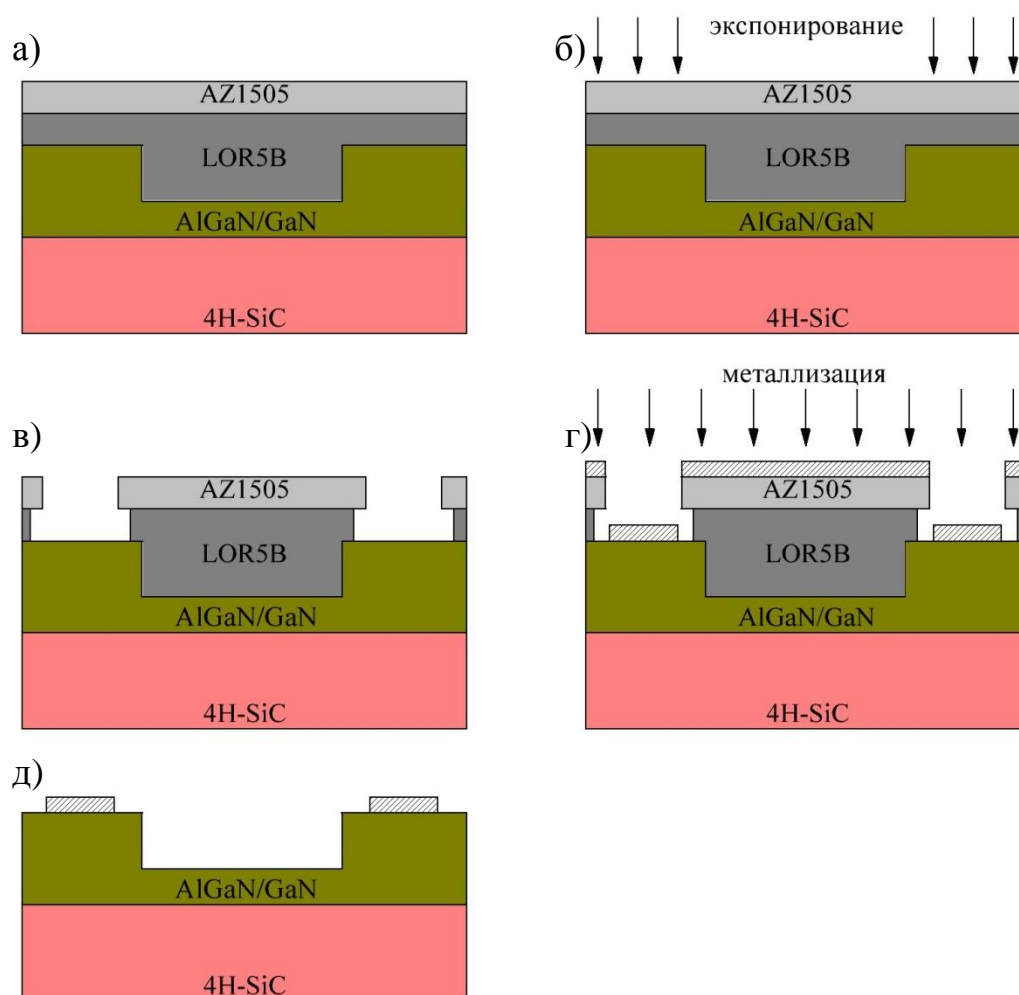 а)
AZ1505
LOR5B
AlGaN/GaN
4H-SiC
б)
экспонирование
AZ1505
LOR5B
AlGaN/GaN
4H-SiC
в)
AZ1505
LOR5B
AlGaN/GaN
4H-SiC
г)
металлизация
AZ1505
LOR5B
AlGaN/GaN
4H-SiC
д)
AlGaN/GaN
4H-SiC